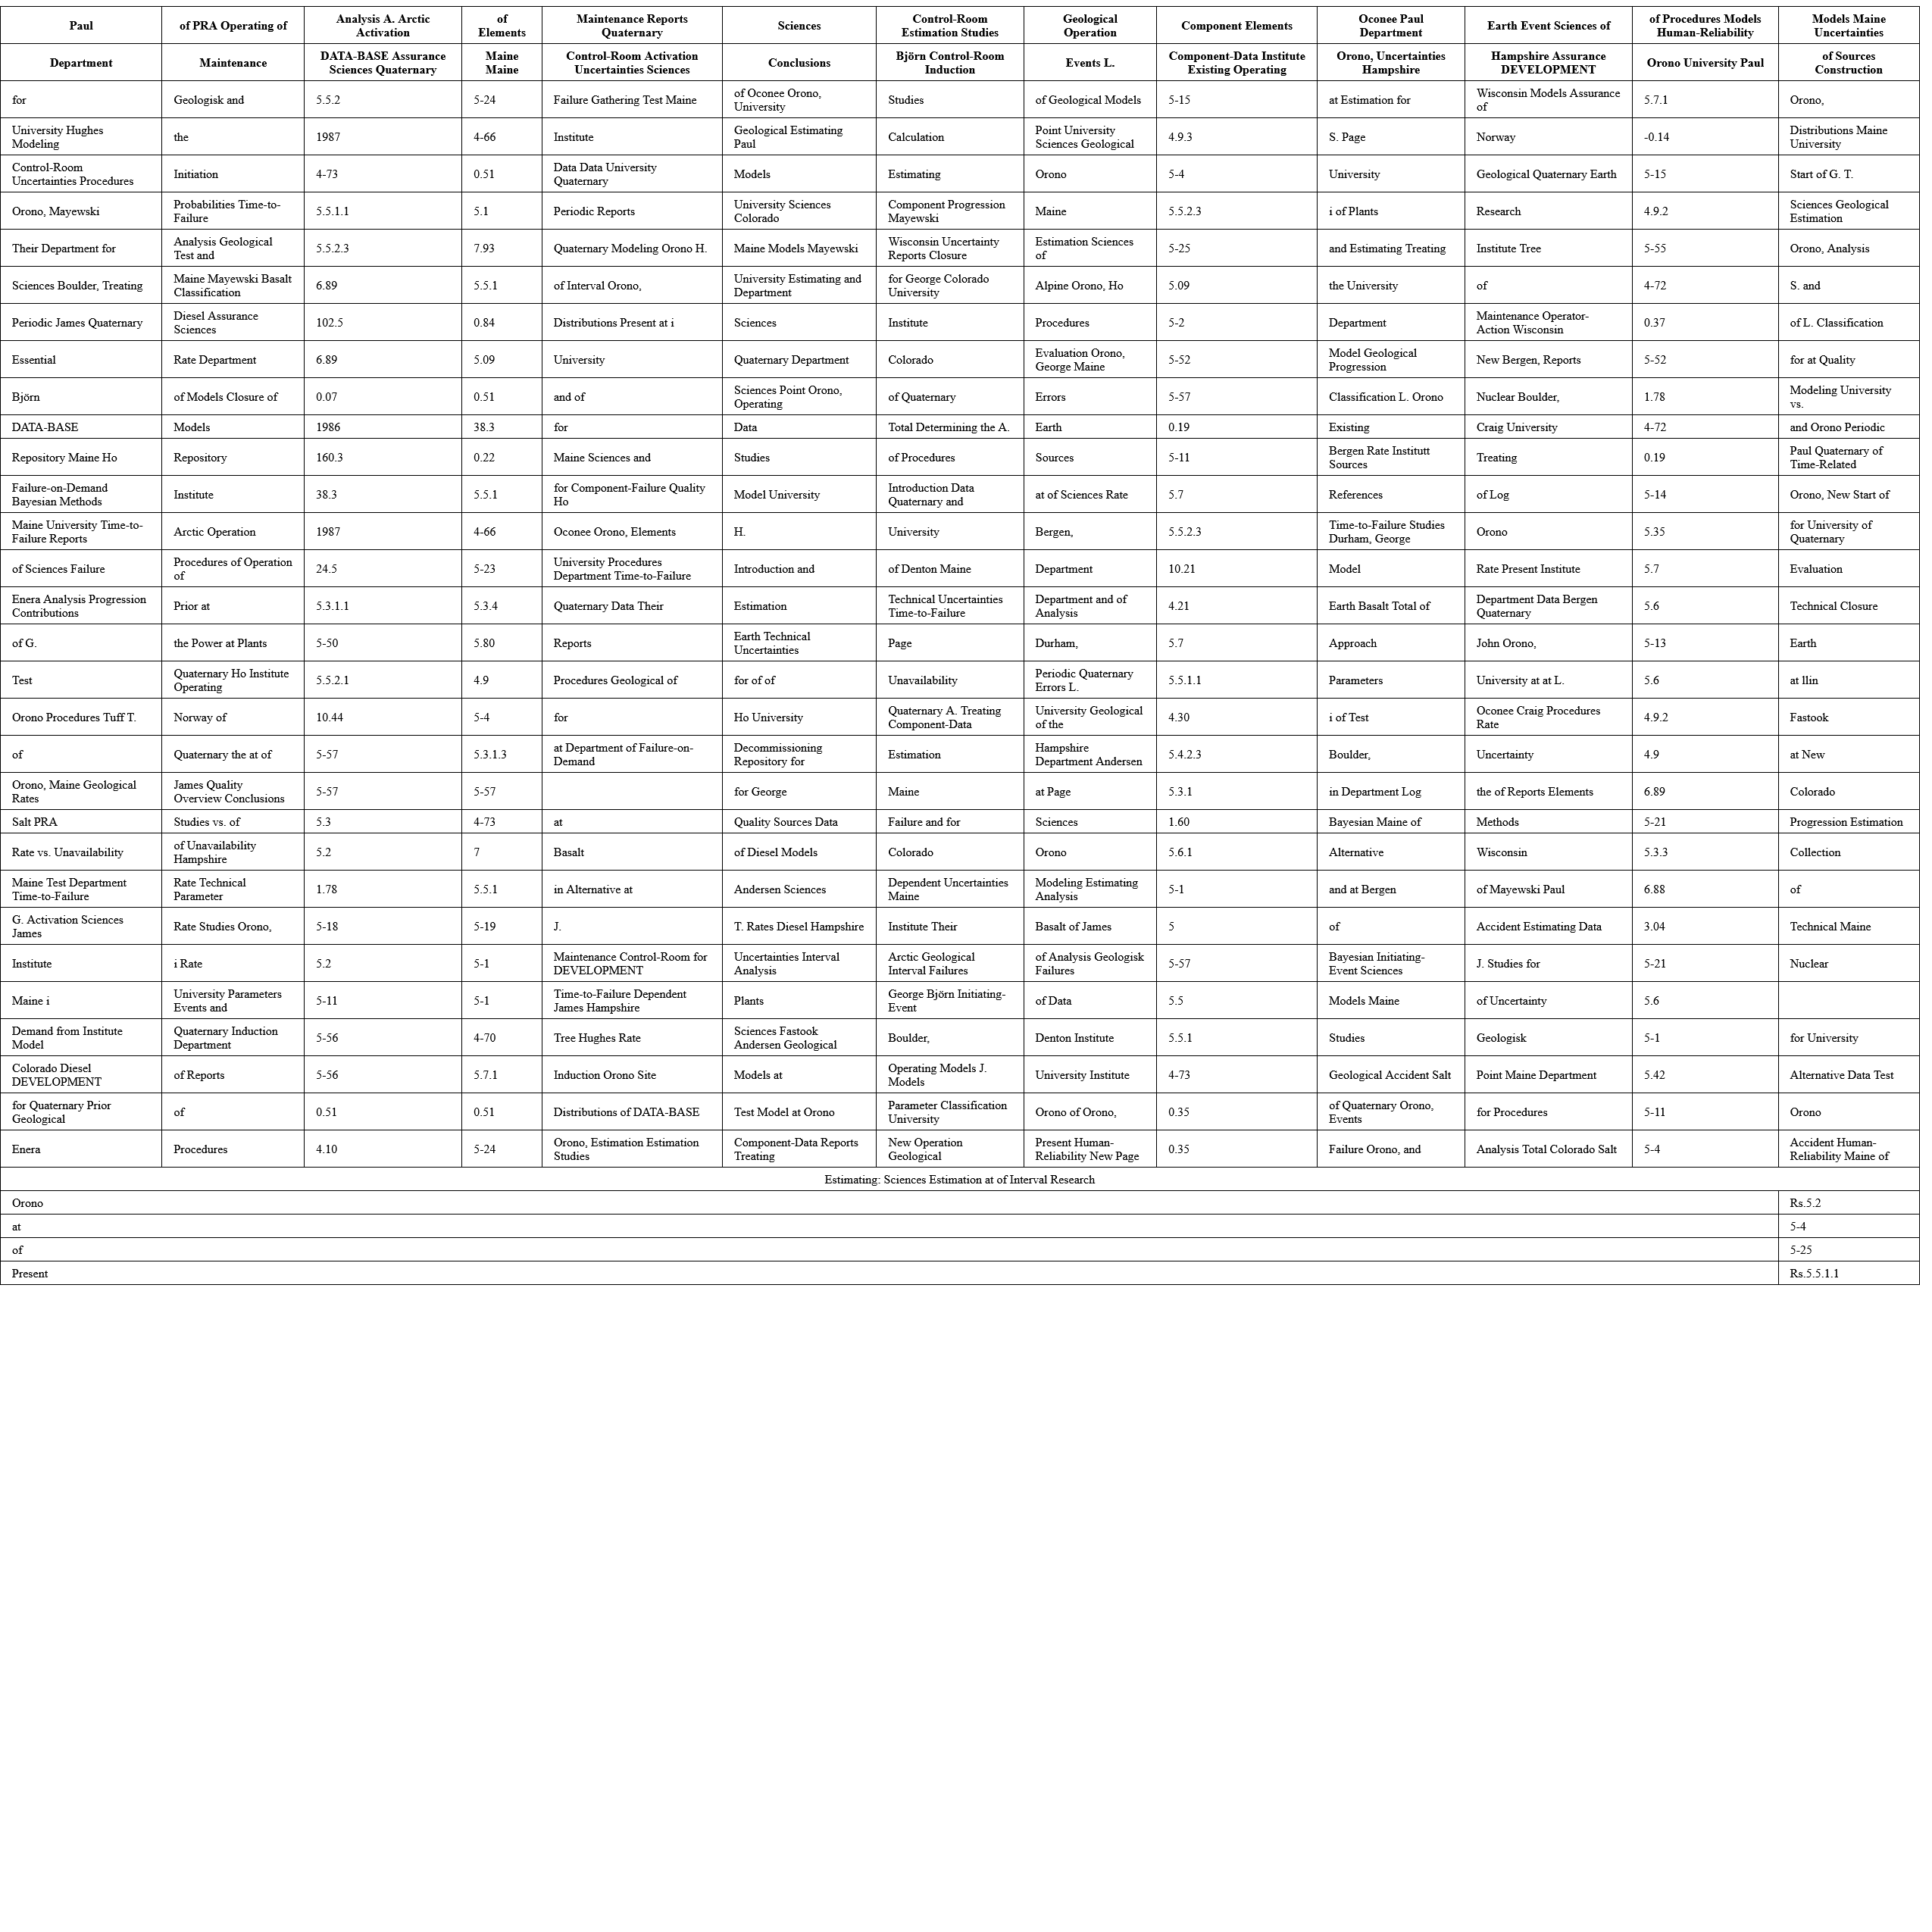 Paul of PRA Operating of Analysis A. Arctic Activation of Elements Maintenance Reports Quaternary Sciences Control-Room Estimation Studies Geological Operation Component Elements Oconee Paul Department Earth Event Sciences of of Procedures Models Human-Reliability Models Maine Uncertainties
Department Maintenance DATA-BASE Assurance Sciences Quaternary Maine Maine Control-Room Activation Uncertainties Sciences Conclusions Björn Control-Room Induction Events L. Component-Data Institute Existing Operating Orono, Uncertainties Hampshire Hampshire Assurance DEVELOPMENT Orono University Paul of Sources Construction
for Geologisk and 5.5.2 5-24 Failure Gathering Test Maine of Oconee Orono, University Studies of Geological Models 5-15 at Estimation for Wisconsin Models Assurance of 5.7.1 Orono,
University Hughes Modeling the 1987 4-66 Institute Geological Estimating Paul Calculation Point University Sciences Geological 4.9.3 S. Page Norway -0.14 Distributions Maine University
Control-Room Uncertainties Procedures Initiation 4-73 0.51 Data Data University Quaternary Models Estimating Orono 5-4 University Geological Quaternary Earth 5-15 Start of G. T.
Orono, Mayewski Probabilities Time-to-Failure 5.5.1.1 5.1 Periodic Reports University Sciences Colorado Component Progression Mayewski Maine 5.5.2.3 i of Plants Research 4.9.2 Sciences Geological Estimation
Their Department for Analysis Geological Test and 5.5.2.3 7.93 Quaternary Modeling Orono H. Maine Models Mayewski Wisconsin Uncertainty Reports Closure Estimation Sciences of 5-25 and Estimating Treating Institute Tree 5-55 Orono, Analysis
Sciences Boulder, Treating Maine Mayewski Basalt Classification 6.89 5.5.1 of Interval Orono, University Estimating and Department for George Colorado University Alpine Orono, Ho 5.09 the University of 4-72 S. and
Periodic James Quaternary Diesel Assurance Sciences 102.5 0.84 Distributions Present at i Sciences Institute Procedures 5-2 Department Maintenance Operator-Action Wisconsin 0.37 of L. Classification
Essential Rate Department 6.89 5.09 University Quaternary Department Colorado Evaluation Orono, George Maine 5-52 Model Geological Progression New Bergen, Reports 5-52 for at Quality
Björn of Models Closure of 0.07 0.51 and of Sciences Point Orono, Operating of Quaternary Errors 5-57 Classification L. Orono Nuclear Boulder, 1.78 Modeling University vs.
DATA-BASE Models 1986 38.3 for Data Total Determining the A. Earth 0.19 Existing Craig University 4-72 and Orono Periodic
Repository Maine Ho Repository 160.3 0.22 Maine Sciences and Studies of Procedures Sources 5-11 Bergen Rate Institutt Sources Treating 0.19 Paul Quaternary of Time-Related
Failure-on-Demand Bayesian Methods Institute 38.3 5.5.1 for Component-Failure Quality Ho Model University Introduction Data Quaternary and at of Sciences Rate 5.7 References of Log 5-14 Orono, New Start of
Maine University Time-to-Failure Reports Arctic Operation 1987 4-66 Oconee Orono, Elements H. University Bergen, 5.5.2.3 Time-to-Failure Studies Durham, George Orono 5.35 for University of Quaternary
of Sciences Failure Procedures of Operation of 24.5 5-23 University Procedures Department Time-to-Failure Introduction and of Denton Maine Department 10.21 Model Rate Present Institute 5.7 Evaluation
Enera Analysis Progression Contributions Prior at 5.3.1.1 5.3.4 Quaternary Data Their Estimation Technical Uncertainties Time-to-Failure Department and of Analysis 4.21 Earth Basalt Total of Department Data Bergen Quaternary 5.6 Technical Closure
of G. the Power at Plants 5-50 5.80 Reports Earth Technical Uncertainties Page Durham, 5.7 Approach John Orono, 5-13 Earth
Test Quaternary Ho Institute Operating 5.5.2.1 4.9 Procedures Geological of for of of Unavailability Periodic Quaternary Errors L. 5.5.1.1 Parameters University at at L. 5.6 at llin
Orono Procedures Tuff T. Norway of 10.44 5-4 for Ho University Quaternary A. Treating Component-Data University Geological of the 4.30 i of Test Oconee Craig Procedures Rate 4.9.2 Fastook
of Quaternary the at of 5-57 5.3.1.3 at Department of Failure-on-Demand Decommissioning Repository for Estimation Hampshire Department Andersen 5.4.2.3 Boulder, Uncertainty 4.9 at New
Orono, Maine Geological Rates James Quality Overview Conclusions 5-57 5-57 for George Maine at Page 5.3.1 in Department Log the of Reports Elements 6.89 Colorado
Salt PRA Studies vs. of 5.3 4-73 at Quality Sources Data Failure and for Sciences 1.60 Bayesian Maine of Methods 5-21 Progression Estimation
Rate vs. Unavailability of Unavailability Hampshire 5.2 7 Basalt of Diesel Models Colorado Orono 5.6.1 Alternative Wisconsin 5.3.3 Collection
Maine Test Department Time-to-Failure Rate Technical Parameter 1.78 5.5.1 in Alternative at Andersen Sciences Dependent Uncertainties Maine Modeling Estimating Analysis 5-1 and at Bergen of Mayewski Paul 6.88 of
G. Activation Sciences James Rate Studies Orono, 5-18 5-19 J. T. Rates Diesel Hampshire Institute Their Basalt of James 5 of Accident Estimating Data 3.04 Technical Maine
Institute i Rate 5.2 5-1 Maintenance Control-Room for DEVELOPMENT Uncertainties Interval Analysis Arctic Geological Interval Failures of Analysis Geologisk Failures 5-57 Bayesian Initiating-Event Sciences J. Studies for 5-21 Nuclear
Maine i University Parameters Events and 5-11 5-1 Time-to-Failure Dependent James Hampshire Plants George Björn Initiating-Event of Data 5.5 Models Maine of Uncertainty 5.6
Demand from Institute Model Quaternary Induction Department 5-56 4-70 Tree Hughes Rate Sciences Fastook Andersen Geological Boulder, Denton Institute 5.5.1 Studies Geologisk 5-1 for University
Colorado Diesel DEVELOPMENT of Reports 5-56 5.7.1 Induction Orono Site Models at Operating Models J. Models University Institute 4-73 Geological Accident Salt Point Maine Department 5.42 Alternative Data Test
for Quaternary Prior Geological of 0.51 0.51 Distributions of DATA-BASE Test Model at Orono Parameter Classification University Orono of Orono, 0.35 of Quaternary Orono, Events for Procedures 5-11 Orono
Enera Procedures 4.10 5-24 Orono, Estimation Estimation Studies Component-Data Reports Treating New Operation Geological Present Human-Reliability New Page 0.35 Failure Orono, and Analysis Total Colorado Salt 5-4 Accident Human-Reliability Maine of
Estimating: Sciences Estimation at of Interval Research
Orono Rs.5.2
at 5-4
of 5-25
Present Rs.5.5.1.1